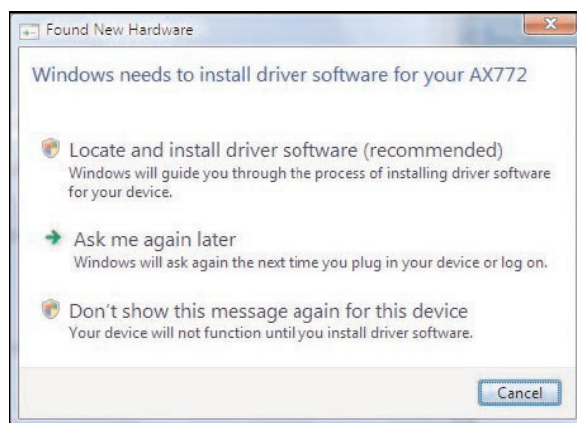 Found New Hardware
Windows needs to install driver software for your AX772
Locate and install driver software (recommended)
Windows will guide you through the process of installing driver software
for your device.
Ask me again later
Windows will ask again the next time you plug in your device or log on.
Don't show this message again for this device
Your device will not function until you install driver software.
Cancel